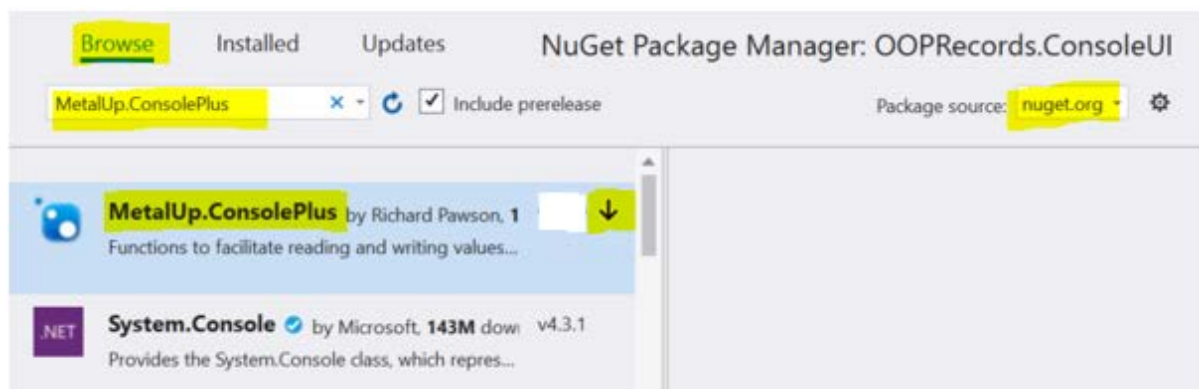 Browse Installed Updates NuGet Package Manager: OOPRecords.ConsoleUI
MetalUp.ConsolePlus Include prerelease Package source: nuget.org
MetalUp.ConsolePlus by Richard Pawson, 1
Functions to facilitate reading and writing values...
.NET System.Console by Microsoft, 143M dow v4.3.1
Provides the System.Console class, which repres...